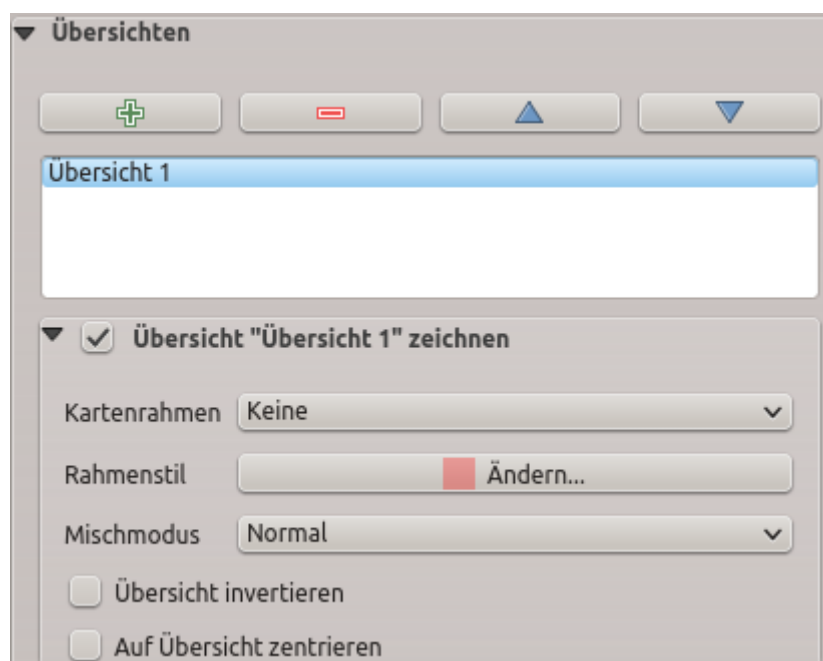 Übersichten
Übersicht 1
Übersicht "Übersicht 1" zeichnen
Kartenrahmen Keine
Rahmenstil Ändern...
Mischmodus Normal
Übersicht invertieren
Auf Übersicht zentrieren